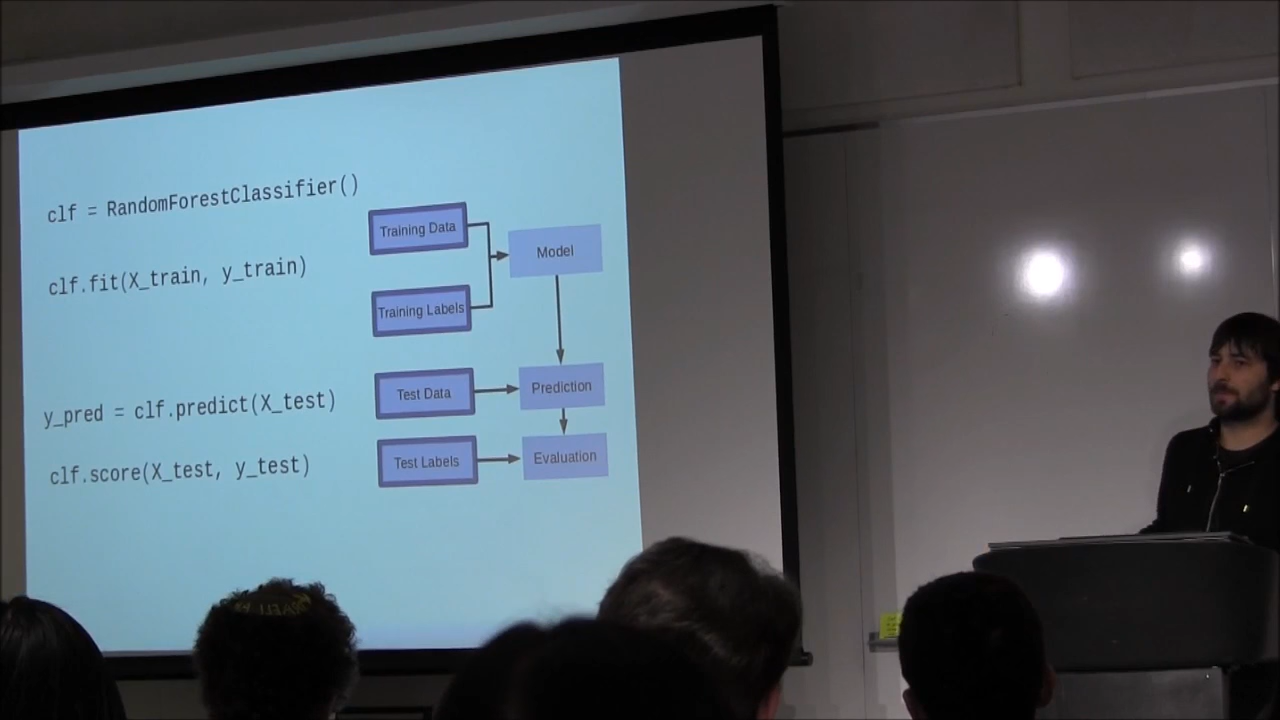 clf = RandomForestClassifier()
clf.fit(X_train, y_train)
y_pred = clf.predict(X_test)
clf.score(X_test, y_test)
Training Data
Model
Training Labels
Test Data
Prediction
Test Labels
Evaluation